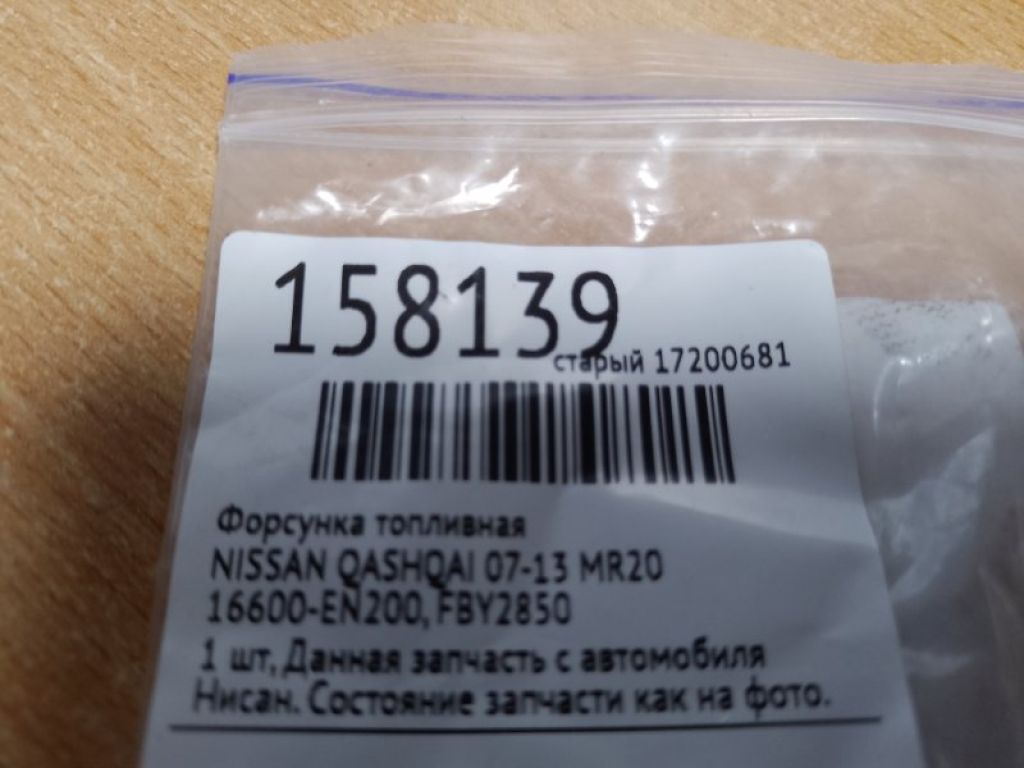 158139
старый 17200681
Форсунка топливная
NISSAN QASHQAI 07-13 MR20
16600-EN200, FBY2850
1 шт, Данная запчасть с автомобиля
Нисан. Состояние запчасти как на фото.